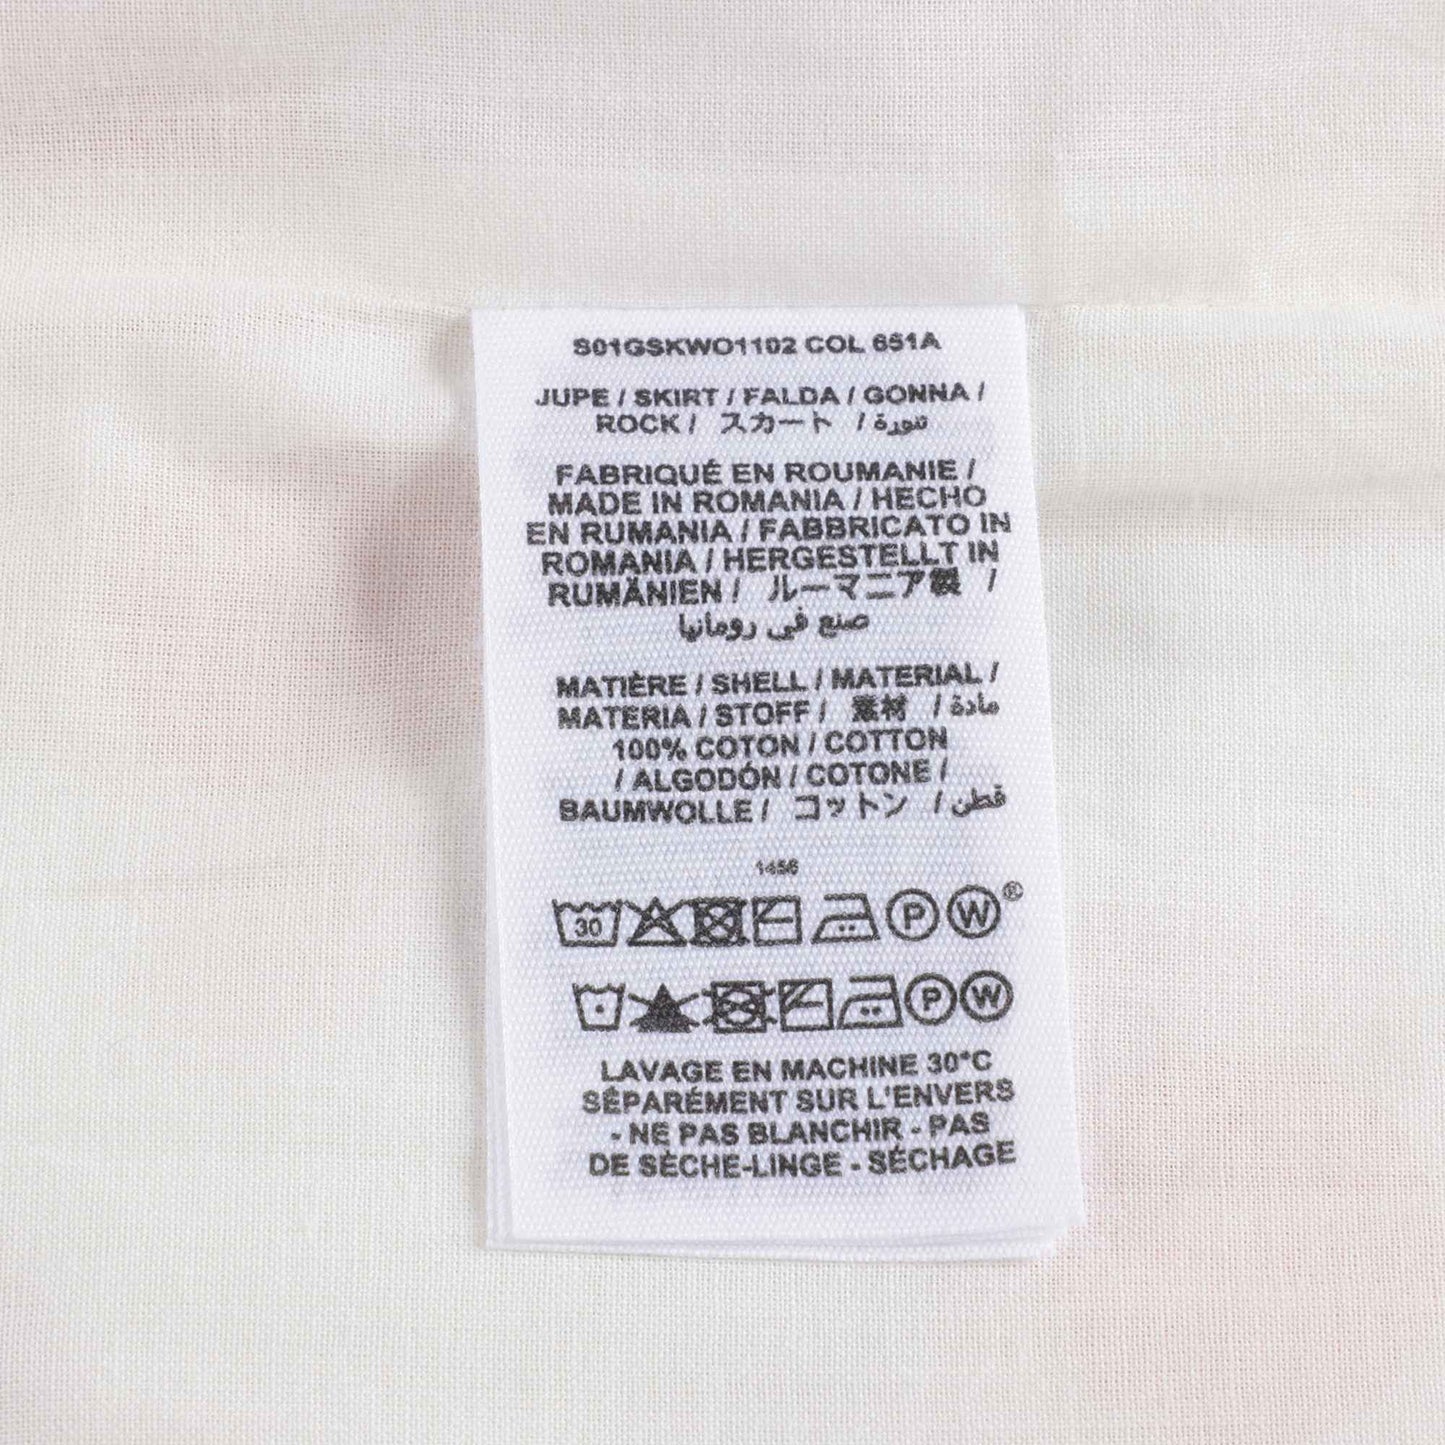 S01GSKWO1102 COL 651A
JUPE / SKIRT / FALDA / GONNA /
ROCK / スカート / تنورة
FABRIQUÉ EN ROUMANIE /
MADE IN ROMANIA / HECHO
EN RUMANIA / FABBRICATO IN
ROMANIA / HERGESTELLT IN
RUMÄNIEN / ルーマニア製 /
صنع في رومانيا
MATIÈRE / SHELL / MATERIAL /
MATERIA / STOFF / 素材 / مادة
100% COTON / COTTON
/ ALGODÓN / COTONE /
BAUMWOLLE / コットン / قطن
1456
30 P W ®
P W
LAVAGE EN MACHINE 30°C
SÉPARÉMENT SUR L'ENVERS
- NE PAS BLANCHIR - PAS
DE SÈCHE-LINGE - SÉCHAGE